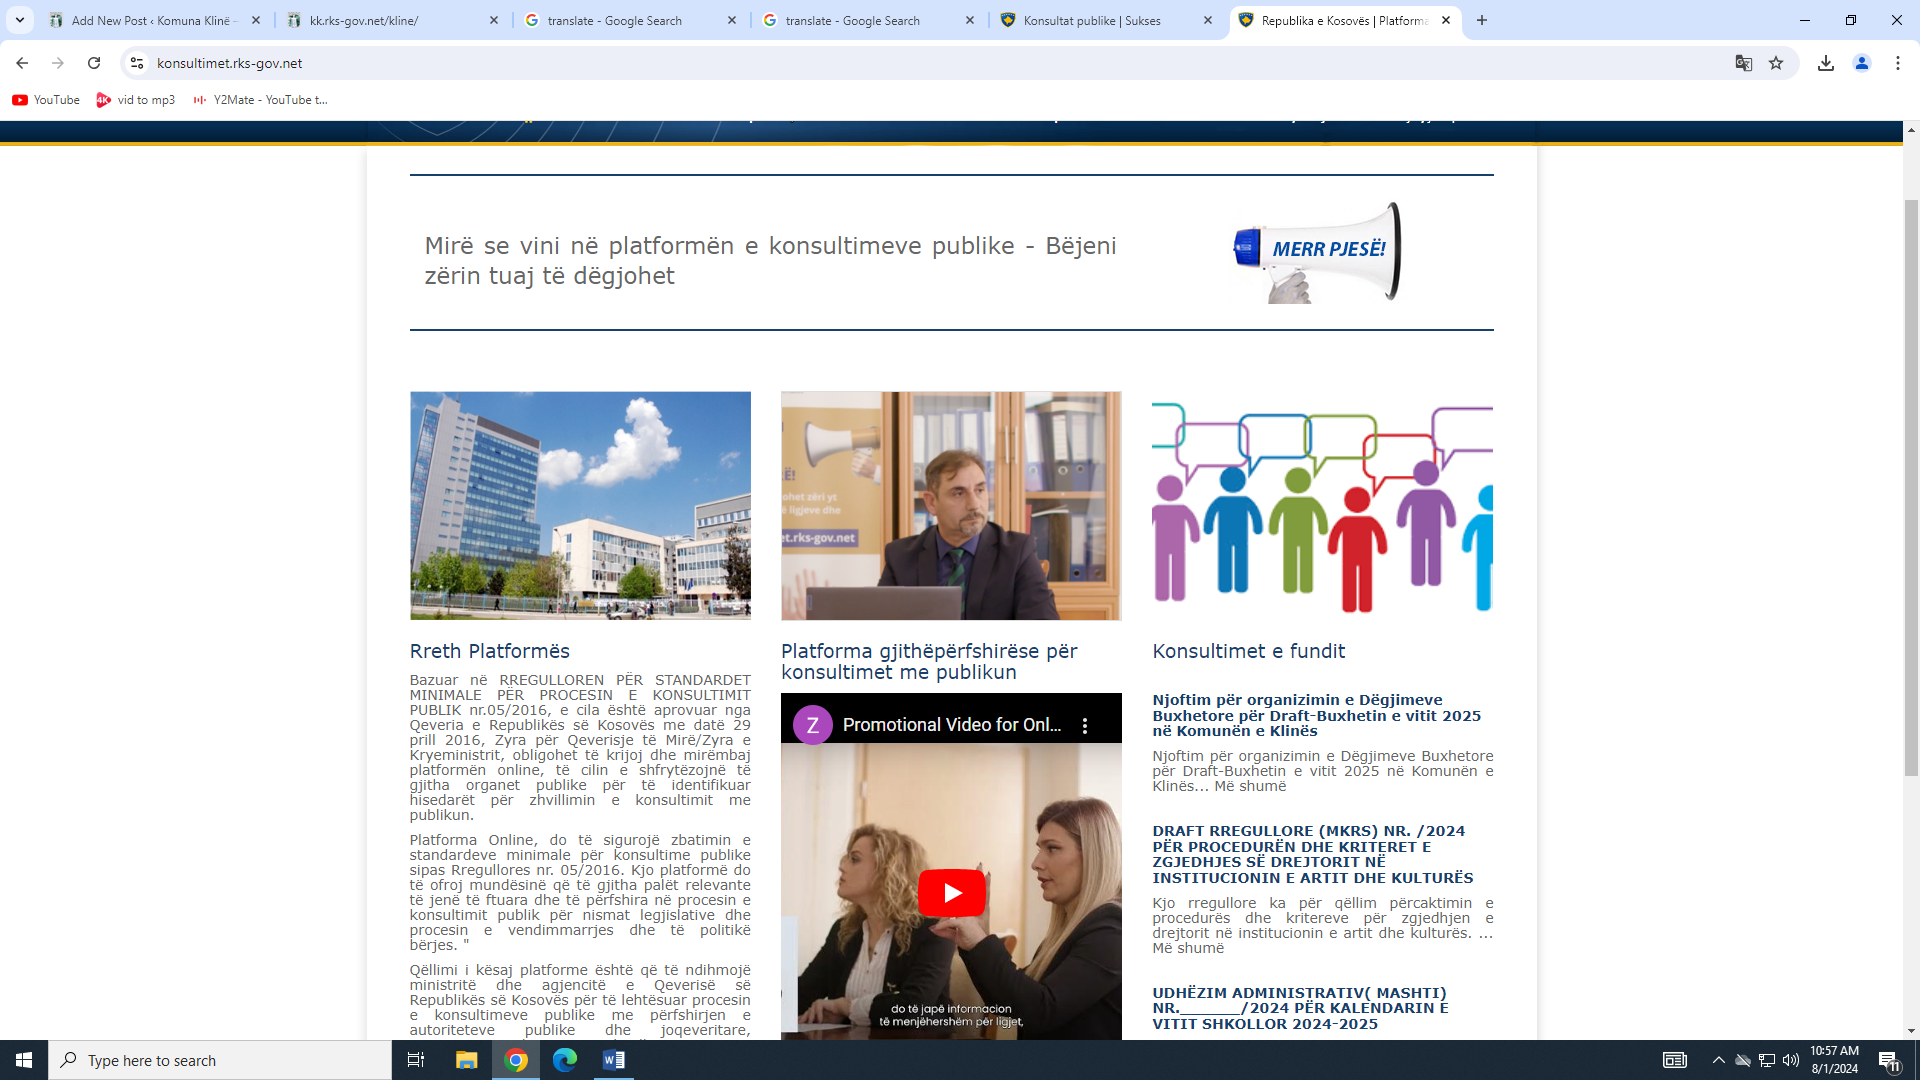 Add New Post ‹ Komuna Klinë –
kk.rks-gov.net/kline/
translate - Google Search
translate - Google Search
Konsultat publike | Sukses
Republika e Kosovës | Platforma
konsultimet.rks-gov.net
YouTube
vid to mp3
Y2Mate - YouTube t...
Mirë se vini në platformën e konsultimeve publike - Bëjeni
zërin tuaj të dëgjohet
MERR PJESË!
ohet zëri yt
ligjeve dhe
et.rks-gov.net
Rreth Platformës
Bazuar në RREGULLOREN PËR STANDARDET
MINIMALE PËR PROCESIN E KONSULTIMIT
PUBLIK nr.05/2016, e cila është aprovuar nga
Qeveria e Republikës së Kosovës me datë 29
prill 2016, Zyra për Qeverisje të Mirë/Zyra e
Kryeministrit, obligohet të krijoj dhe mirëmbaj
platformën online, të cilin e shfrytëzojnë të
gjitha organet publike për të identifikuar
hisedarët për zhvillimin e konsultimit me
publikun.
Platforma Online, do të sigurojë zbatimin e
standardeve minimale për konsultime publike
sipas Rregullores nr. 05/2016. Kjo platformë do
të ofroj mundësinë që të gjitha palët relevante
të jenë të ftuara dhe të përfshira në procesin e
konsultimit publik për nismat legjislative dhe
procesin e vendimmarrjes dhe të politikë
bërjes. "
Qëllimi i kësaj platforme është që të ndihmojë
ministritë dhe agjencitë e Qeverisë së
Republikës së Kosovës për të lehtësuar procesin
e konsultimeve publike me përfshirjen e
autoriteteve publike dhe joqeveritare,
Platforma gjithëpërfshirëse për
konsultimet me publikun
Z
Promotional Video for Onl...
do të japë informacion
të menjëhershëm për ligjet,
Konsultimet e fundit
Njoftim për organizimin e Dëgjimeve
Buxhetore për Draft-Buxhetin e vitit 2025
në Komunën e Klinës
Njoftim për organizimin e Dëgjimeve Buxhetore
për Draft-Buxhetin e vitit 2025 në Komunën e
Klinës... Më shumë
DRAFT RREGULLORE (MKRS) NR. /2024
PËR PROCEDURËN DHE KRITERET E
ZGJEDHJES SË DREJTORIT NË
INSTITUCIONIN E ARTIT DHE KULTURËS
Kjo rregullore ka për qëllim përcaktimin e
procedurës dhe kritereve për zgjedhjen e
drejtorit në institucionin e artit dhe kulturës. ...
Më shumë
UDHËZIM ADMINISTRATIV( MASHTI)
NR.______/2024 PËR KALENDARIN E
VITIT SHKOLLOR 2024-2025
Type here to search
10:57 AM
8/1/2024
11